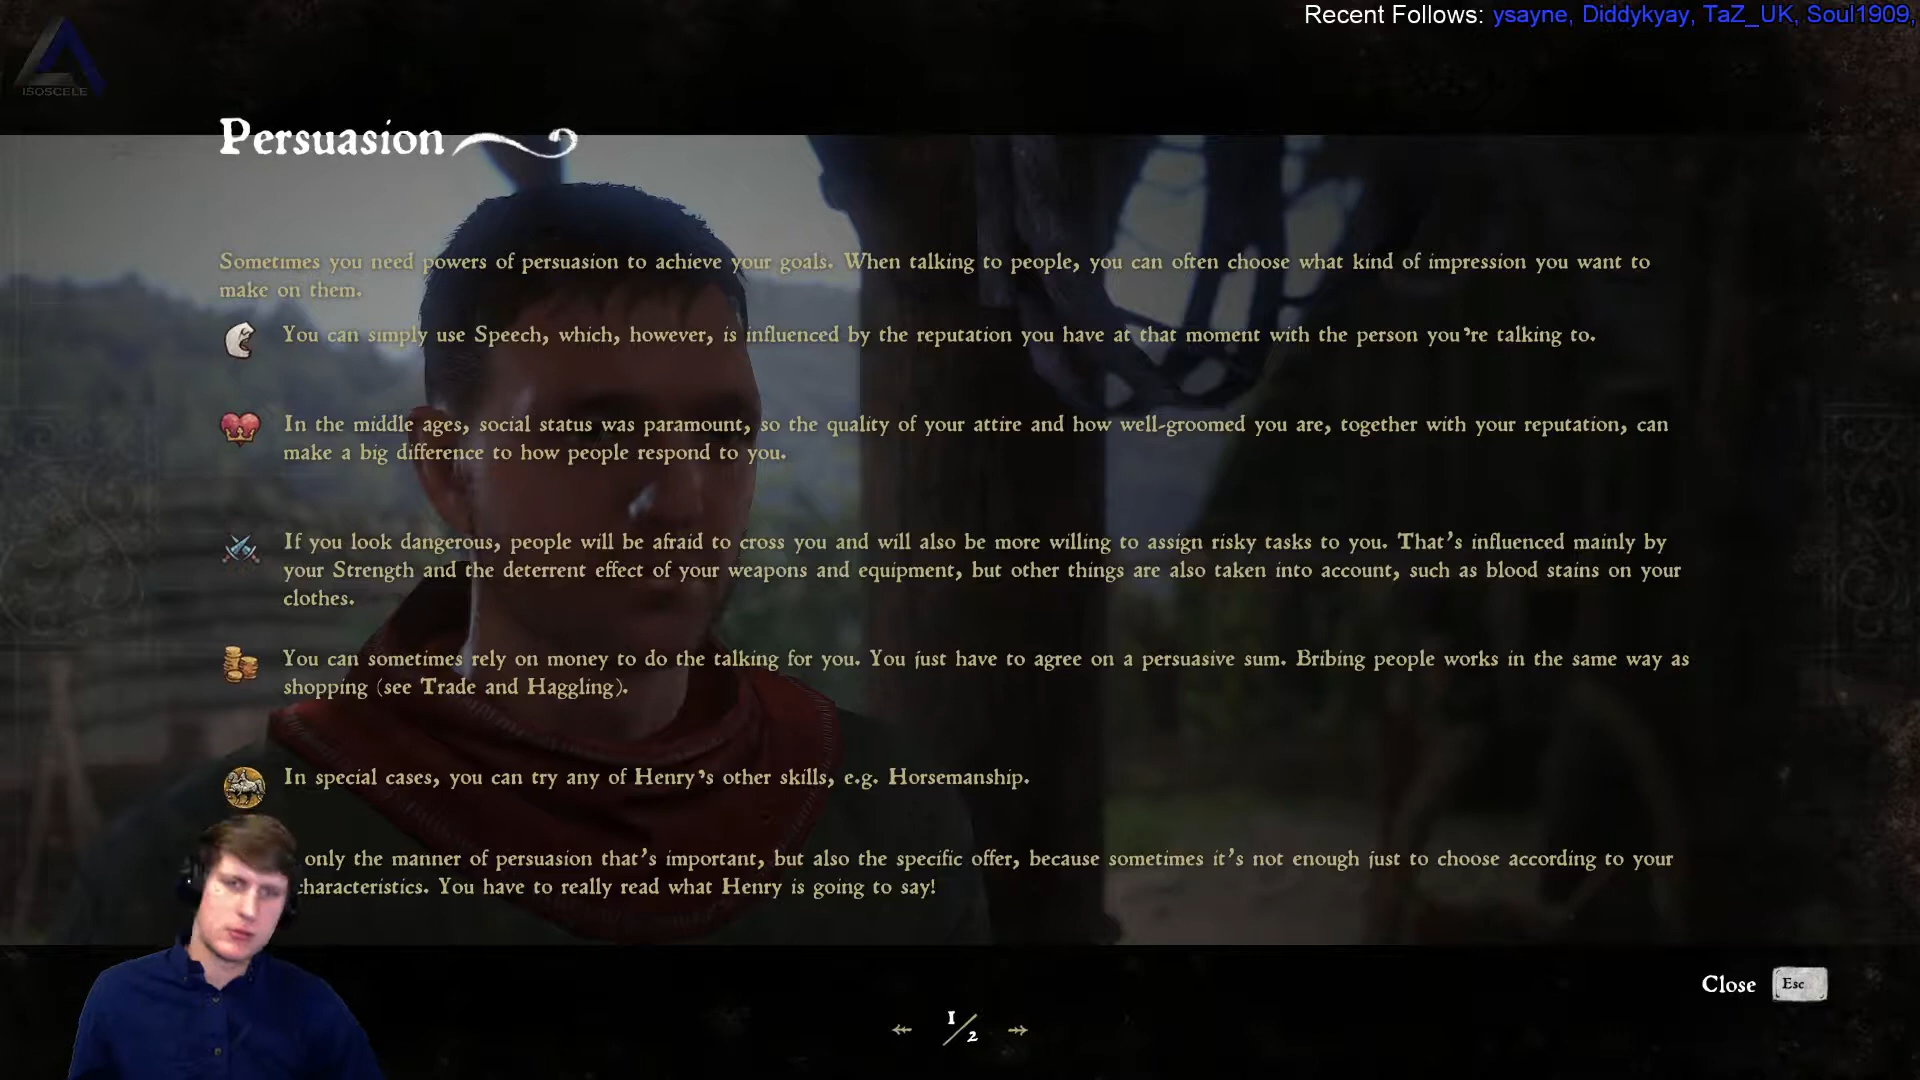 Recent Follows: ysayne, Diddykyay, TaZ_UK, Soul1909,
ISOSCELE
Persuasion
Sometimes you need powers of persuasion to achieve your goals. When talking to people, you can often choose what kind of impression you want to
make on them.
You can simply use Speech, which, however, is influenced by the reputation you have at that moment with the person you're talking to.
In the middle ages, social status was paramount, so the quality of your attire and how well-groomed you are, together with your reputation, can
make a big difference to how people respond to you.
If you look dangerous, people will be afraid to cross you and will also be more willing to assign risky tasks to you. That's influenced mainly by
your Strength and the deterrent effect of your weapons and equipment, but other things are also taken into account, such as blood stains on your
clothes.
You can sometimes rely on money to do the talking for you. You just have to agree on a persuasive sum. Bribing people works in the same way as
shopping (see Trade and Haggling).
In special cases, you can try any of Henry's other skills, e.g. Horsemanship.
only the manner of persuasion that's important, but also the specific offer, because sometimes it's not enough just to choose according to your
characteristics. You have to really read what Henry is going to say!
Close Esc
1/2